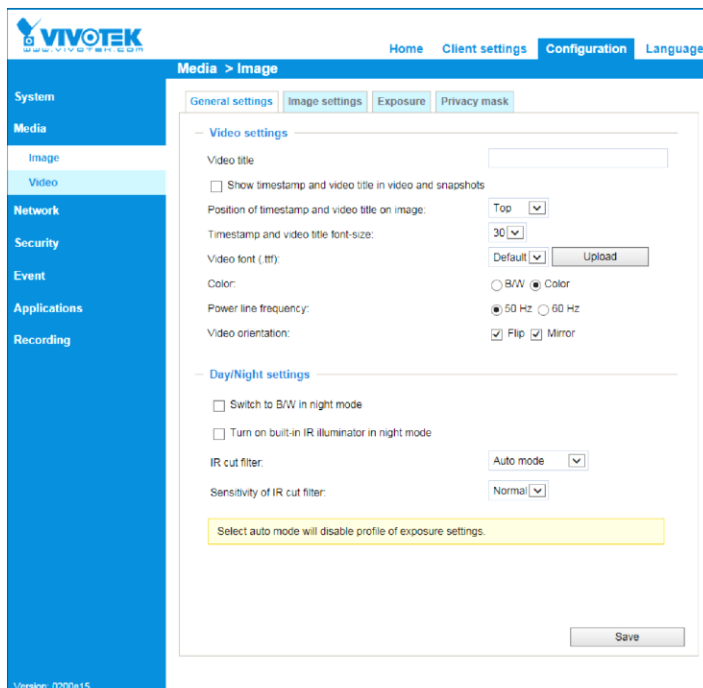 VIVOTEK
www.vivotek.com
Home Client settings Configuration Language
Media > Image
System
Media
Image
Video
Network
Security
Event
Applications
Recording
General settings Image settings Exposure Privacy mask
Video settings
Video title
Show timestamp and video title in video and snapshots
Position of timestamp and video title on image: Top
Timestamp and video title font-size: 30
Video font (.ttf): Default Upload
Color: B/W Color
Power line frequency: 50 Hz 60 Hz
Video orientation: Flip Mirror
Day/Night settings
Switch to B/W in night mode
Turn on built-in IR illuminator in night mode
IR cut filter: Auto mode
Sensitivity of IR cut filter: Normal
Select auto mode will disable profile of exposure settings.
Save
Version: 0200a15